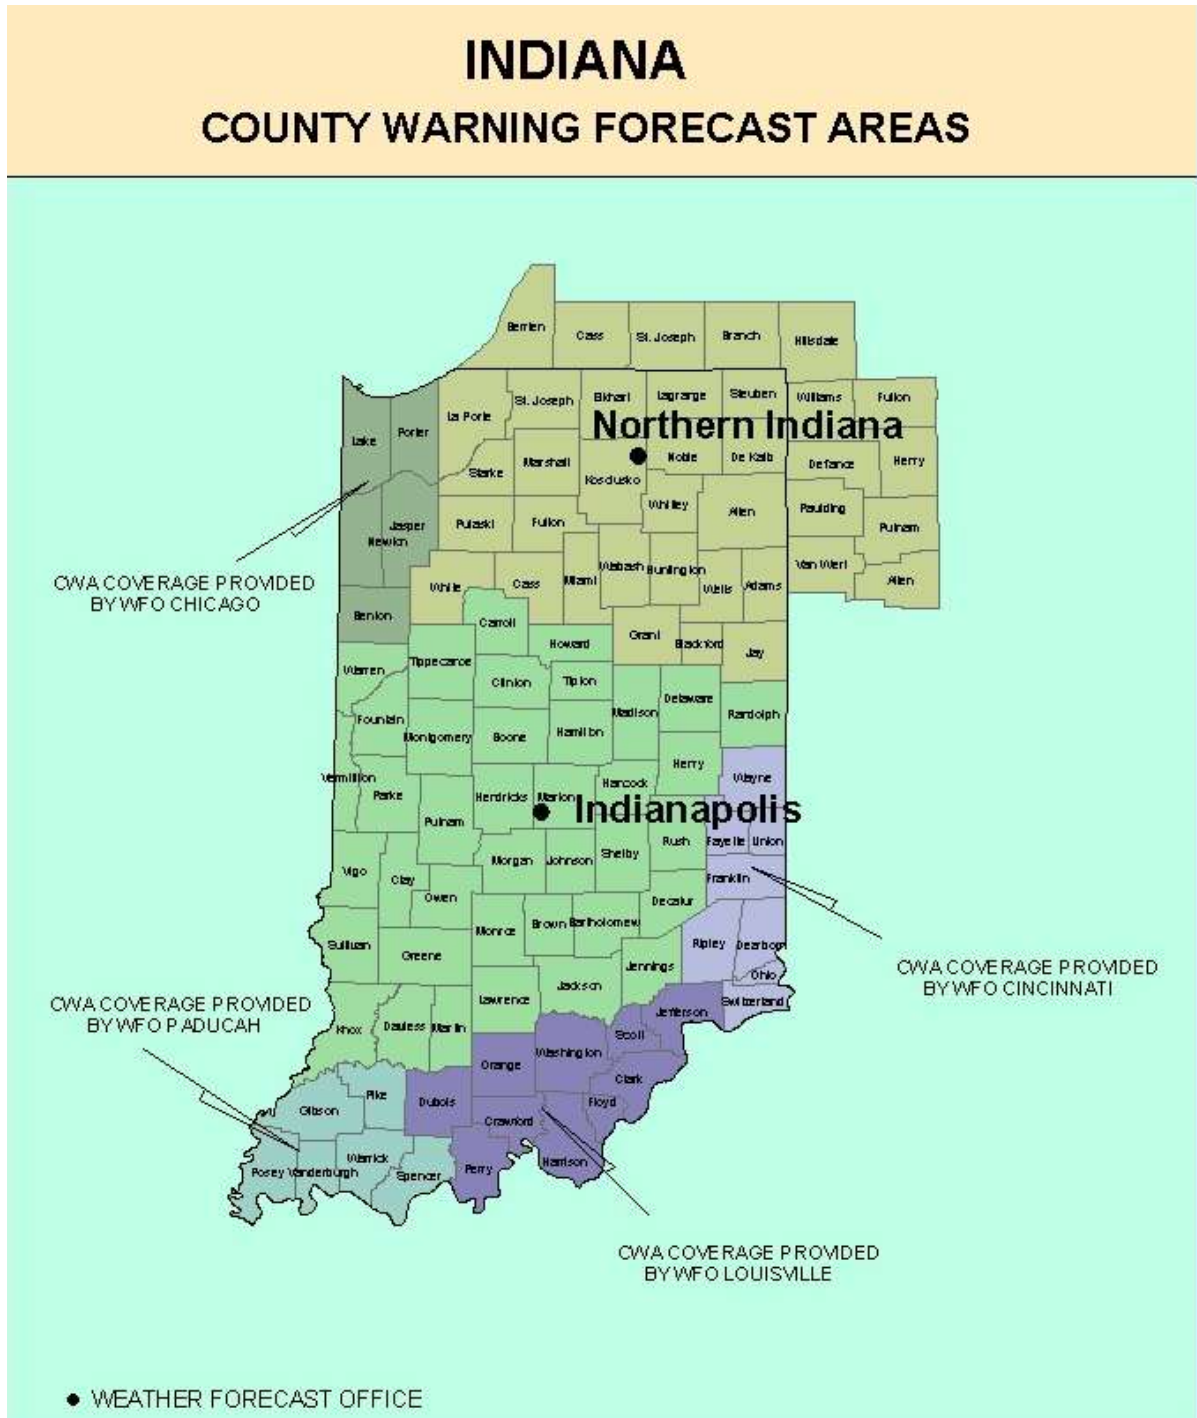 INDIANA
COUNTY WARNING FORECAST AREAS
Berrien
Cass
St. Joseph
Branch
Hillsdale
La Porte
St. Joseph
Elkhart
Lagrange
Steuben
Williams
Fulton
Northern Indiana
Lake
Porter
Starke
Marshall
Kosciusko
Noble
De Kalb
Defiance
Henry
Jasper
Newton
Pulaski
Fulton
Whitley
Allen
Paulding
Putnam
CWA COVERAGE PROVIDED
BY WFO CHICAGO
White
Cass
Miami
Wabash
Huntington
Wells
Adams
Van Wert
Allen
Benton
Carroll
Howard
Grant
Blackford
Jay
Warren
Tippecanoe
Clinton
Tipton
Madison
Delaware
Randolph
Fountain
Montgomery
Boone
Hamilton
Henry
Wayne
Vermillion
Parke
Putnam
Hendricks
Marion
Hancock
Indianapolis
Rush
Fayette
Union
Vigo
Clay
Owen
Morgan
Johnson
Shelby
Decatur
Franklin
Sullivan
Greene
Monroe
Brown
Bartholomew
Jennings
Ripley
Dearborn
Ohio
Switzerland
CWA COVERAGE PROVIDED
BY WFO CINCINNATI
CWA COVERAGE PROVIDED
BY WFO PADUCAH
Knox
Daviess
Martin
Lawrence
Jackson
Jefferson
Scott
Orange
Washington
Clark
Floyd
Gibson
Pike
Dubois
Crawford
Harrison
Posey
Vanderburgh
Warrick
Spencer
Perry
CWA COVERAGE PROVIDED
BY WFO LOUISVILLE
WEATHER FORECAST OFFICE